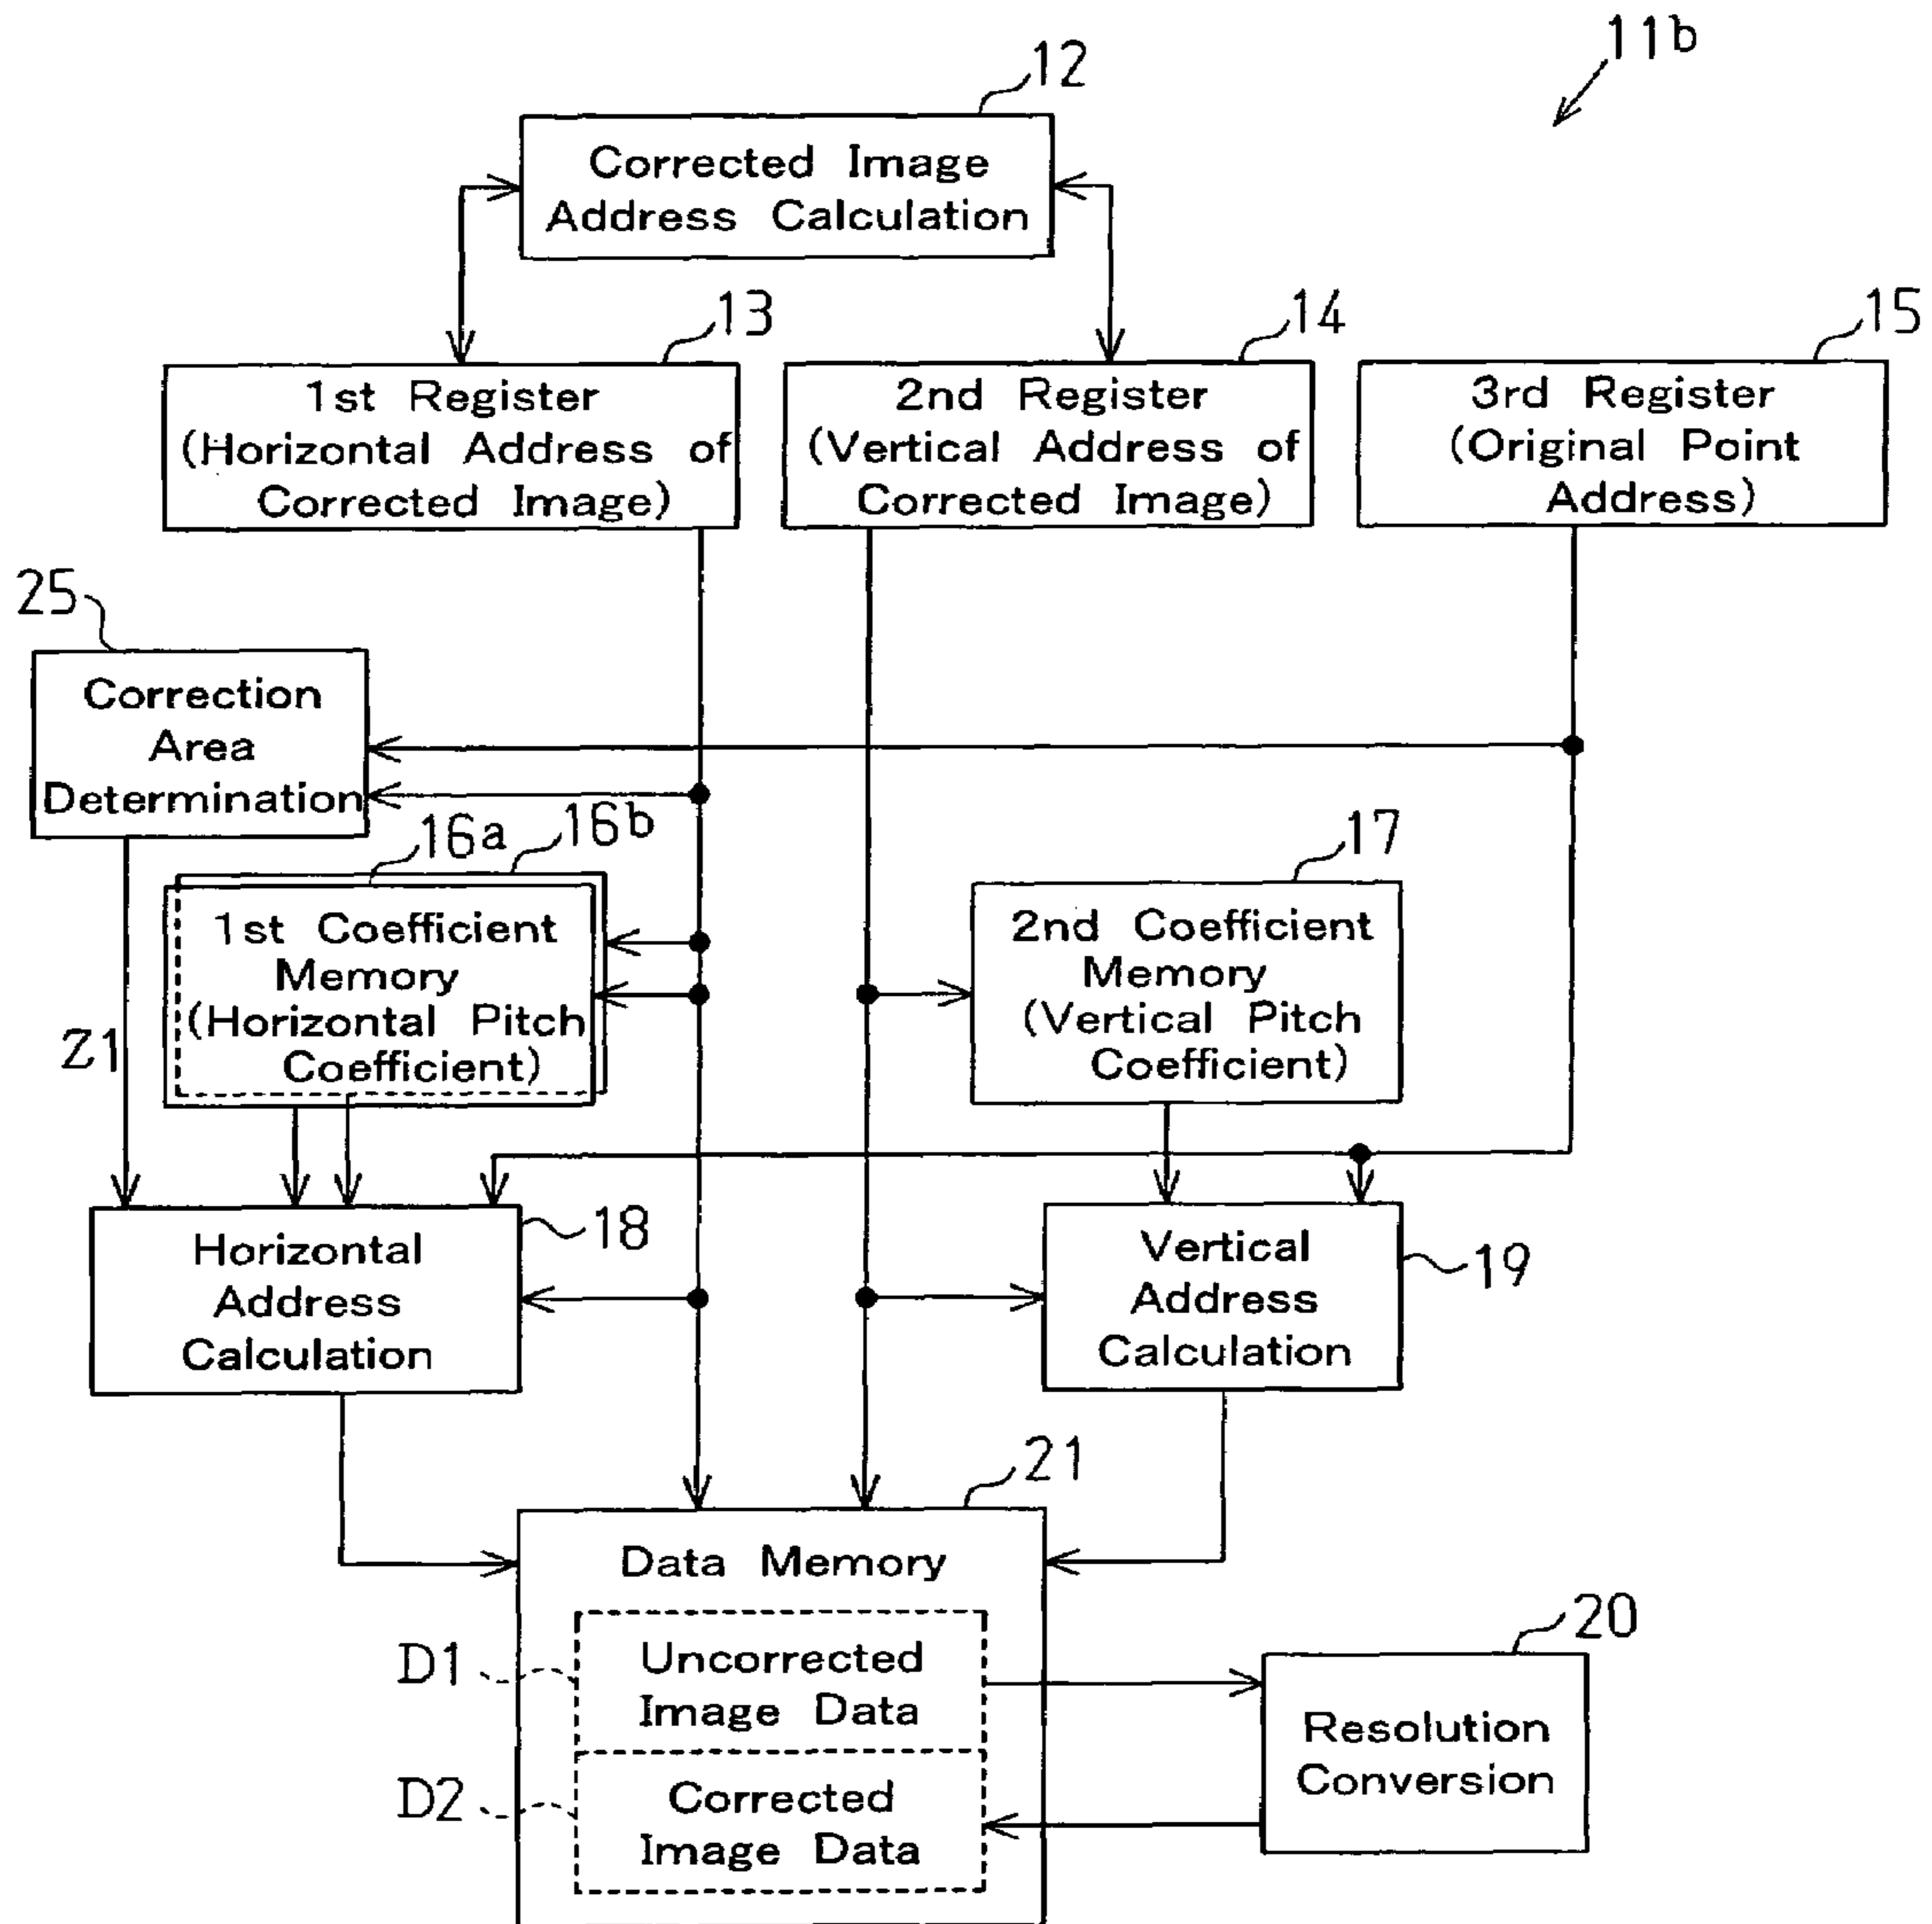 11b
12
Corrected Image
Address Calculation
13
14
15
1st Register
(Horizontal Address of
Corrected Image)
2nd Register
(Vertical Address of
Corrected Image)
3rd Register
(Original Point
Address)
25
Correction
Area
Determination
16a
16b
17
1st Coefficient
Memory
(Horizontal Pitch
Coefficient)
2nd Coefficient
Memory
(Vertical Pitch
Coefficient)
Z1
18
Horizontal
Address
Calculation
Vertical
Address
Calculation
19
21
Data Memory
20
D1
Uncorrected
Image Data
Resolution
Conversion
D2
Corrected
Image Data